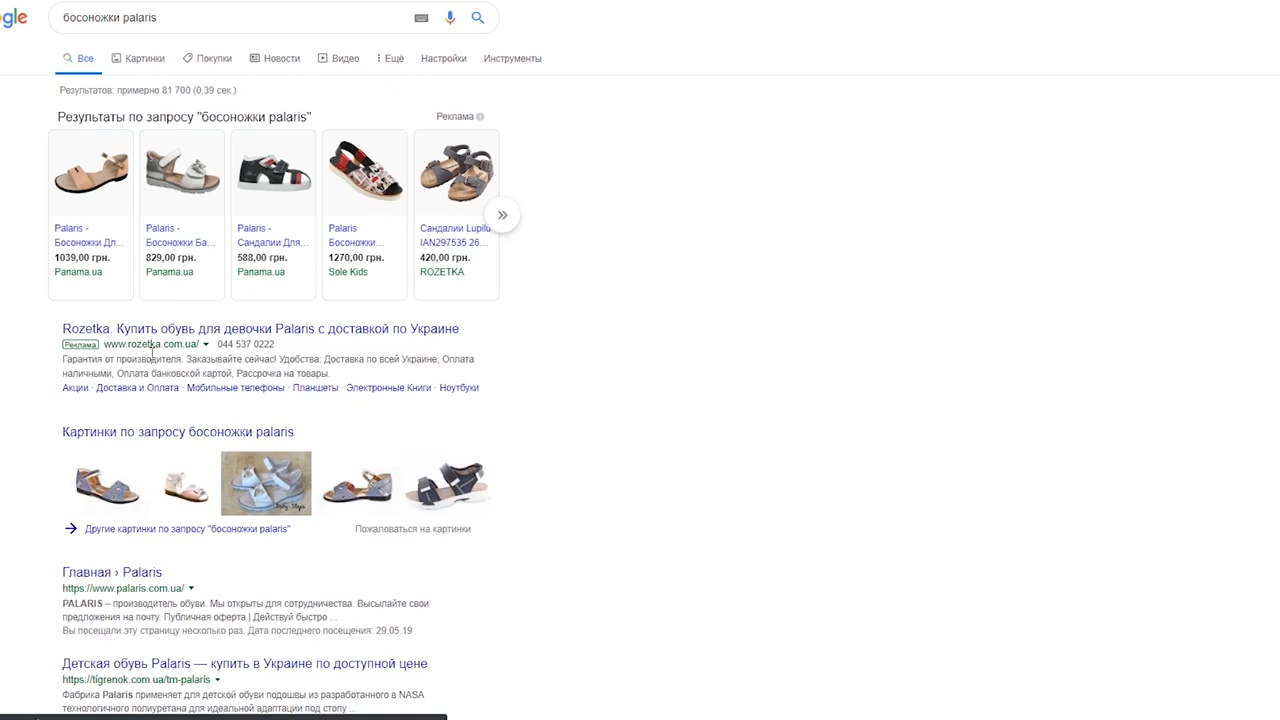 gle
босоножки palaris
Все Картинки Покупки Новости Видео Ещё Настройки Инструменты
Результатов: примерно 81 700 (0,39 сек.)
Результаты по запросу "босоножки palaris" Реклама
Palaris - Босоножки Дл...
1039,00 грн.
Panama.ua
Palaris - Босоножки Ба...
829,00 грн.
Panama.ua
Palaris - Сандалии Для...
588,00 грн.
Panama.ua
Palaris Босоножки...
1270,00 грн.
Sole Kids
Сандалии Lupilu
IAN297535 26...
420,00 грн.
ROZETKA
Rozetka. Купить обувь для девочки Palaris с доставкой по Украине
Реклама www.rozetka.com.ua/ 044 537 0222
Гарантия от производителя. Заказывайте сейчас! Удобства: Доставка по всей Украине, Оплата
наличными, Оплата банковской картой, Рассрочка на товары.
Акции · Доставка и Оплата · Мобильные телефоны · Планшеты · Электронные Книги · Ноутбуки
Картинки по запросу босоножки palaris
Другие картинки по запросу "босоножки palaris" Пожаловаться на картинки
Главная › Palaris
https://www.palaris.com.ua/
PALARIS – производитель обуви. Мы открыты для сотрудничества. Высылайте свои
предложения на почту. Публичная оферта | Действуй быстро ...
Вы посещали эту страницу несколько раз. Дата последнего посещения: 29.05.19
Детская обувь Palaris — купить в Украине по доступной цене
https://tigrenok.com.ua/tm-palaris
Фабрика Palaris применяет для детской обуви подошвы из разработанного в NASA
технологичного полиуретана для идеальной адаптации под стопу ...